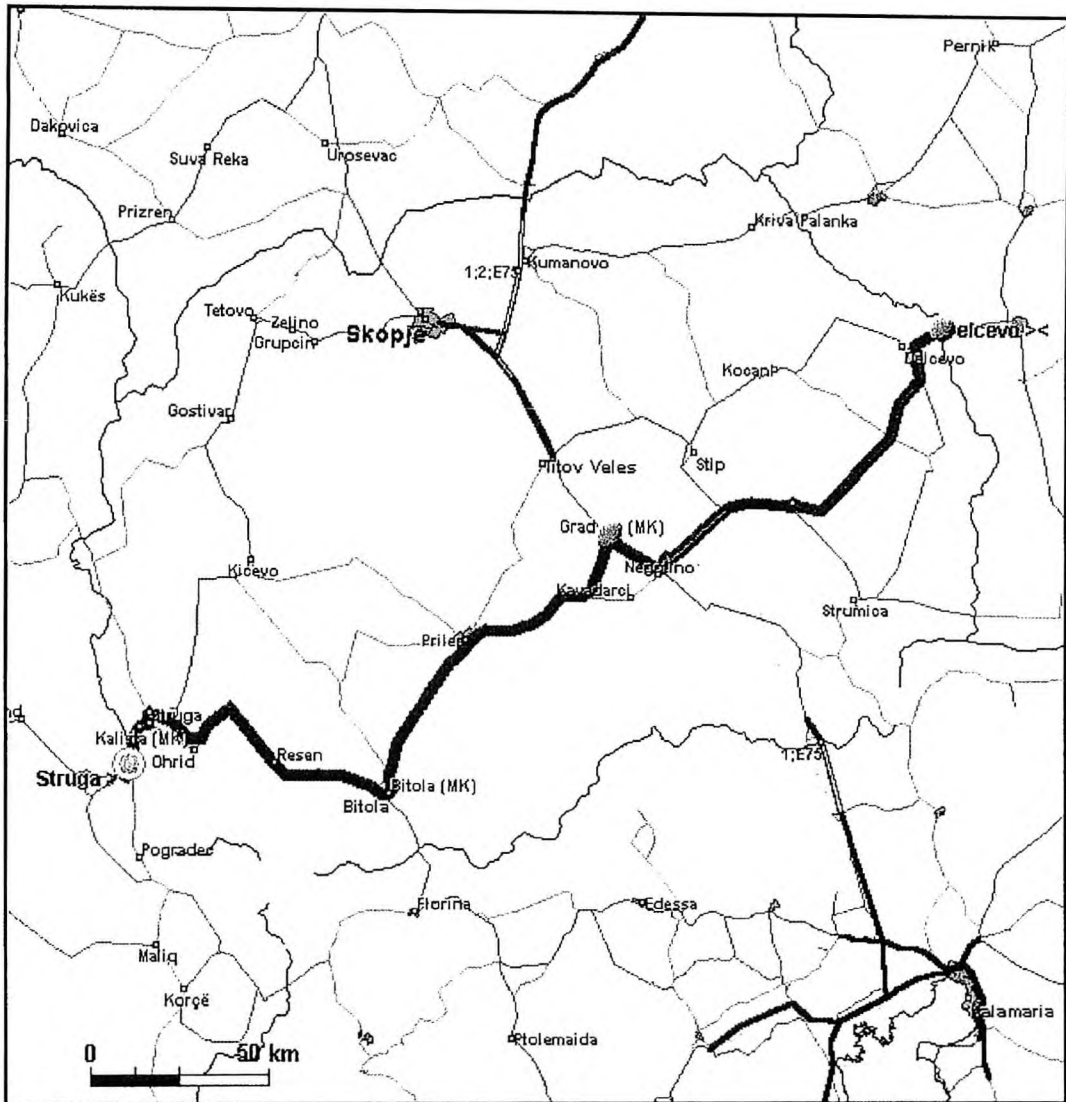 Pernik
Dakovica
Suva Reka
Urosevac
Prizren
Kriva Palanka
Kumanovo
1;2;E75
Kukës
Tetovo
Zelino
Grupcin
Skopje
elcevo ><
Delcevo
Kocani
Gostivar
Titov Veles
Stip
Grad (MK)
Negotino
Kicevo
Kavadarci
Strumica
Prilep
Struga
Kalista (MK)
Ohrid
Resen
1;E75
Struga >
Bitola (MK)
Bitola
Pogradec
Florina
Edessa
Maliq
Korçë
Kalamaria
Ptolemaida
0 50 km